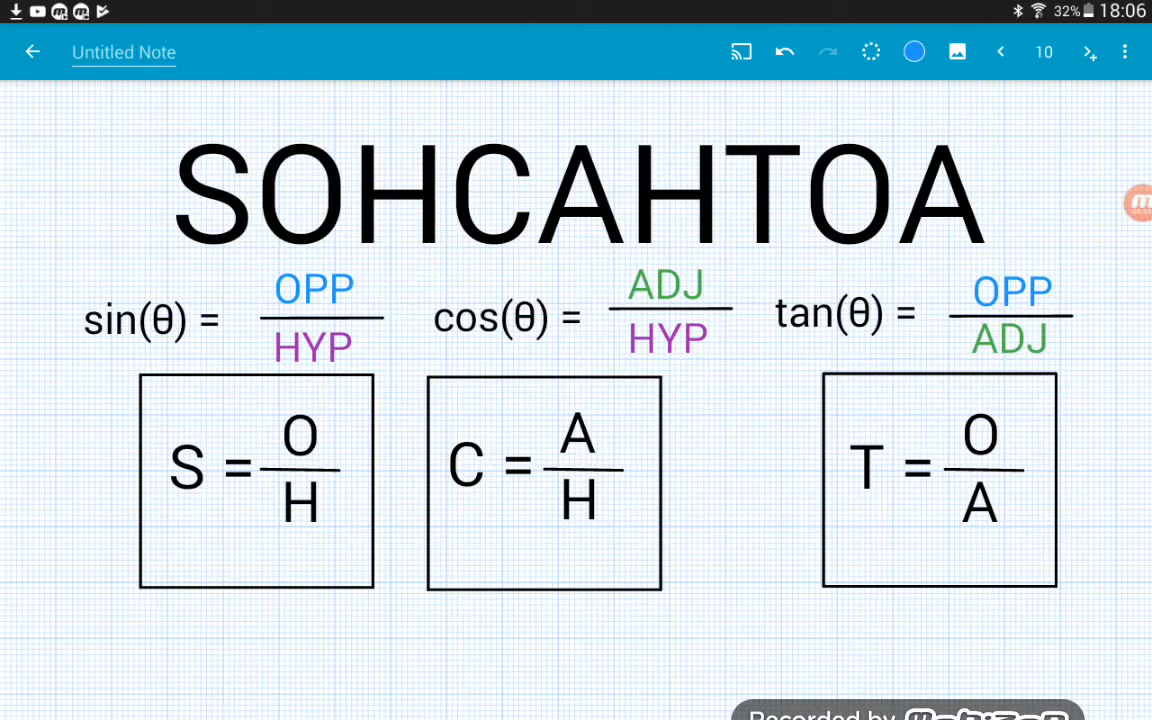 32% 18:06
Untitled Note 10
SOHCAHTOA
sin(θ) = OPP cos(θ) = ADJ tan(θ) = OPP
HYP HYP ADJ
S = O C = A T = O
H H A
Recorded by